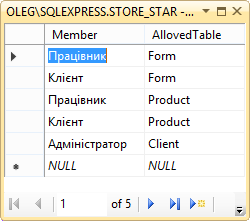 OLEG\SQLEXPRESS.STORE_STAR -...
Member AllovedTable
Працівник Form
Клієнт Form
Працівник Product
Клієнт Product
Адміністратор Client
NULL NULL
1 of 5